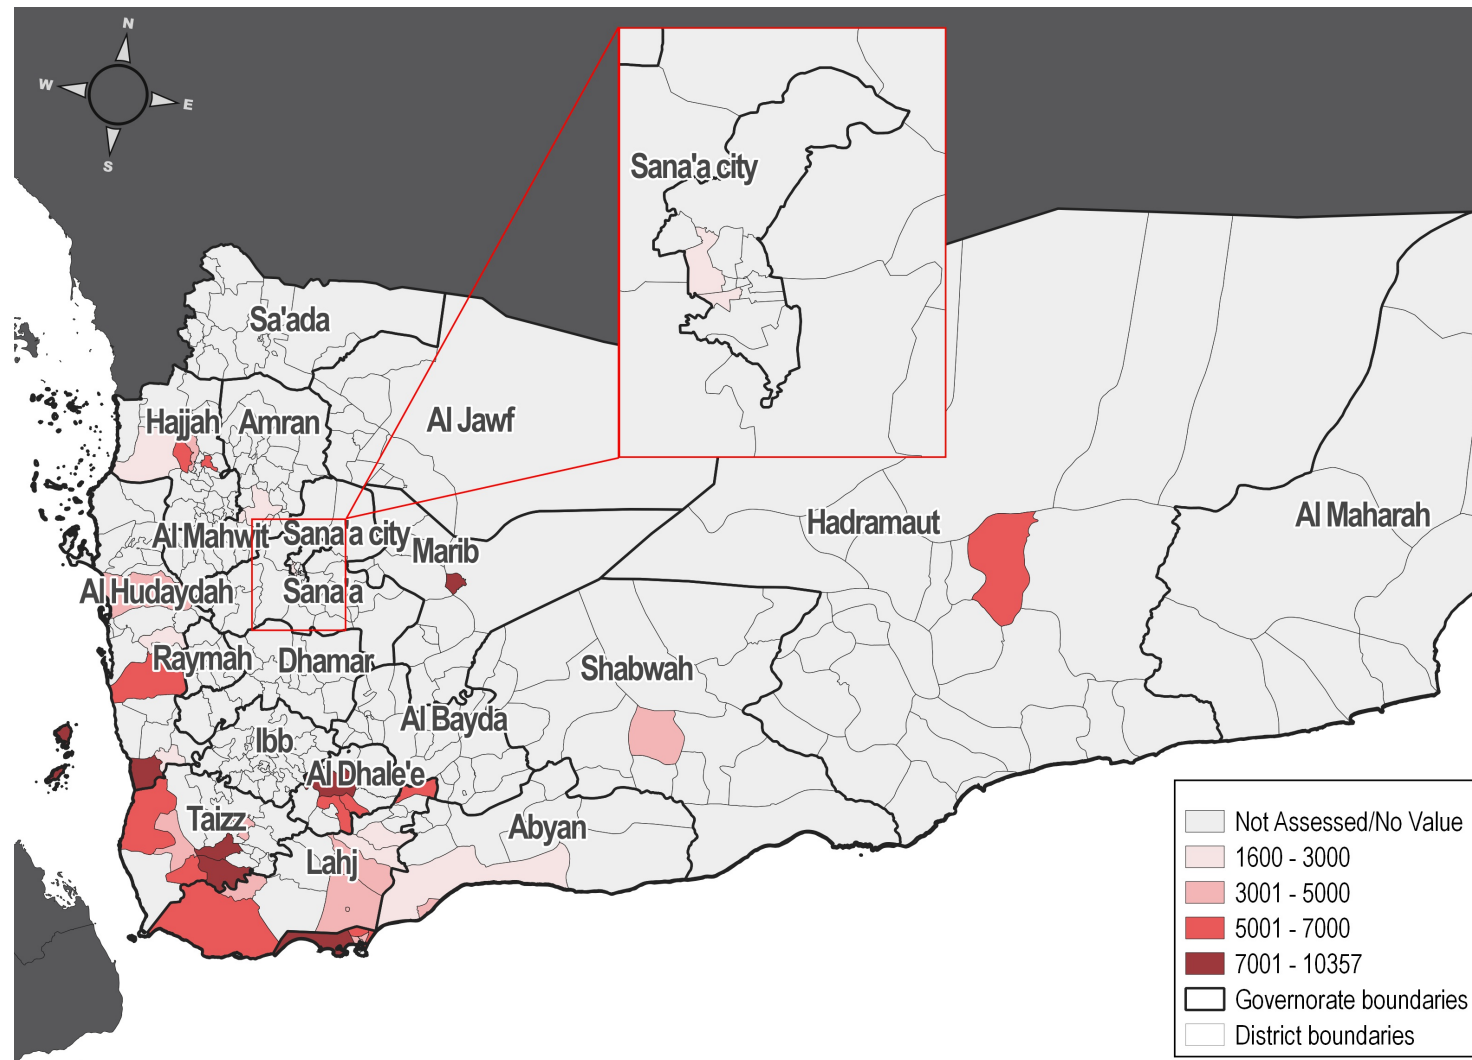 N
W
E
S
Sana'a city
Sa'ada
Hajjah
Amran
Al Jawf
Al Mahwit
Sana'a city
Marib
Hadramaut
Al Maharah
Al Hudaydah
Sana'a
Raymah
Dhamar
Shabwah
Al Bayda
Ibb
Al Dhale'e
Taizz
Abyan
Lahj
Not Assessed/No Value
1600 - 3000
3001 - 5000
5001 - 7000
7001 - 10357
Governorate boundaries
District boundaries